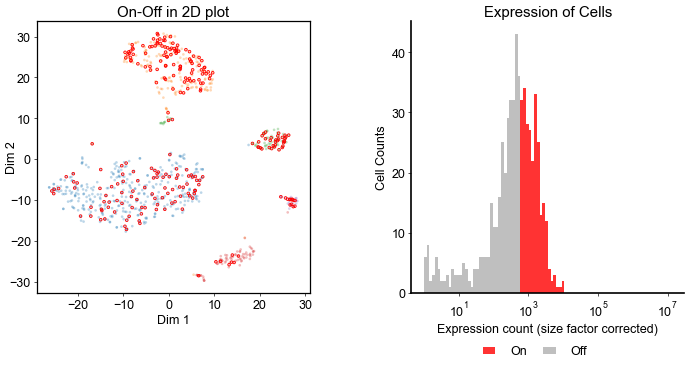 On-Off in 2D plot
Dim 2
30
20
10
0
−10
−20
−30
−20
−10
0
10
20
30
Dim 1
Expression of Cells
Cell Counts
40
30
20
10
0
10^1
10^3
10^5
10^7
Expression count (size factor corrected)
On
Off